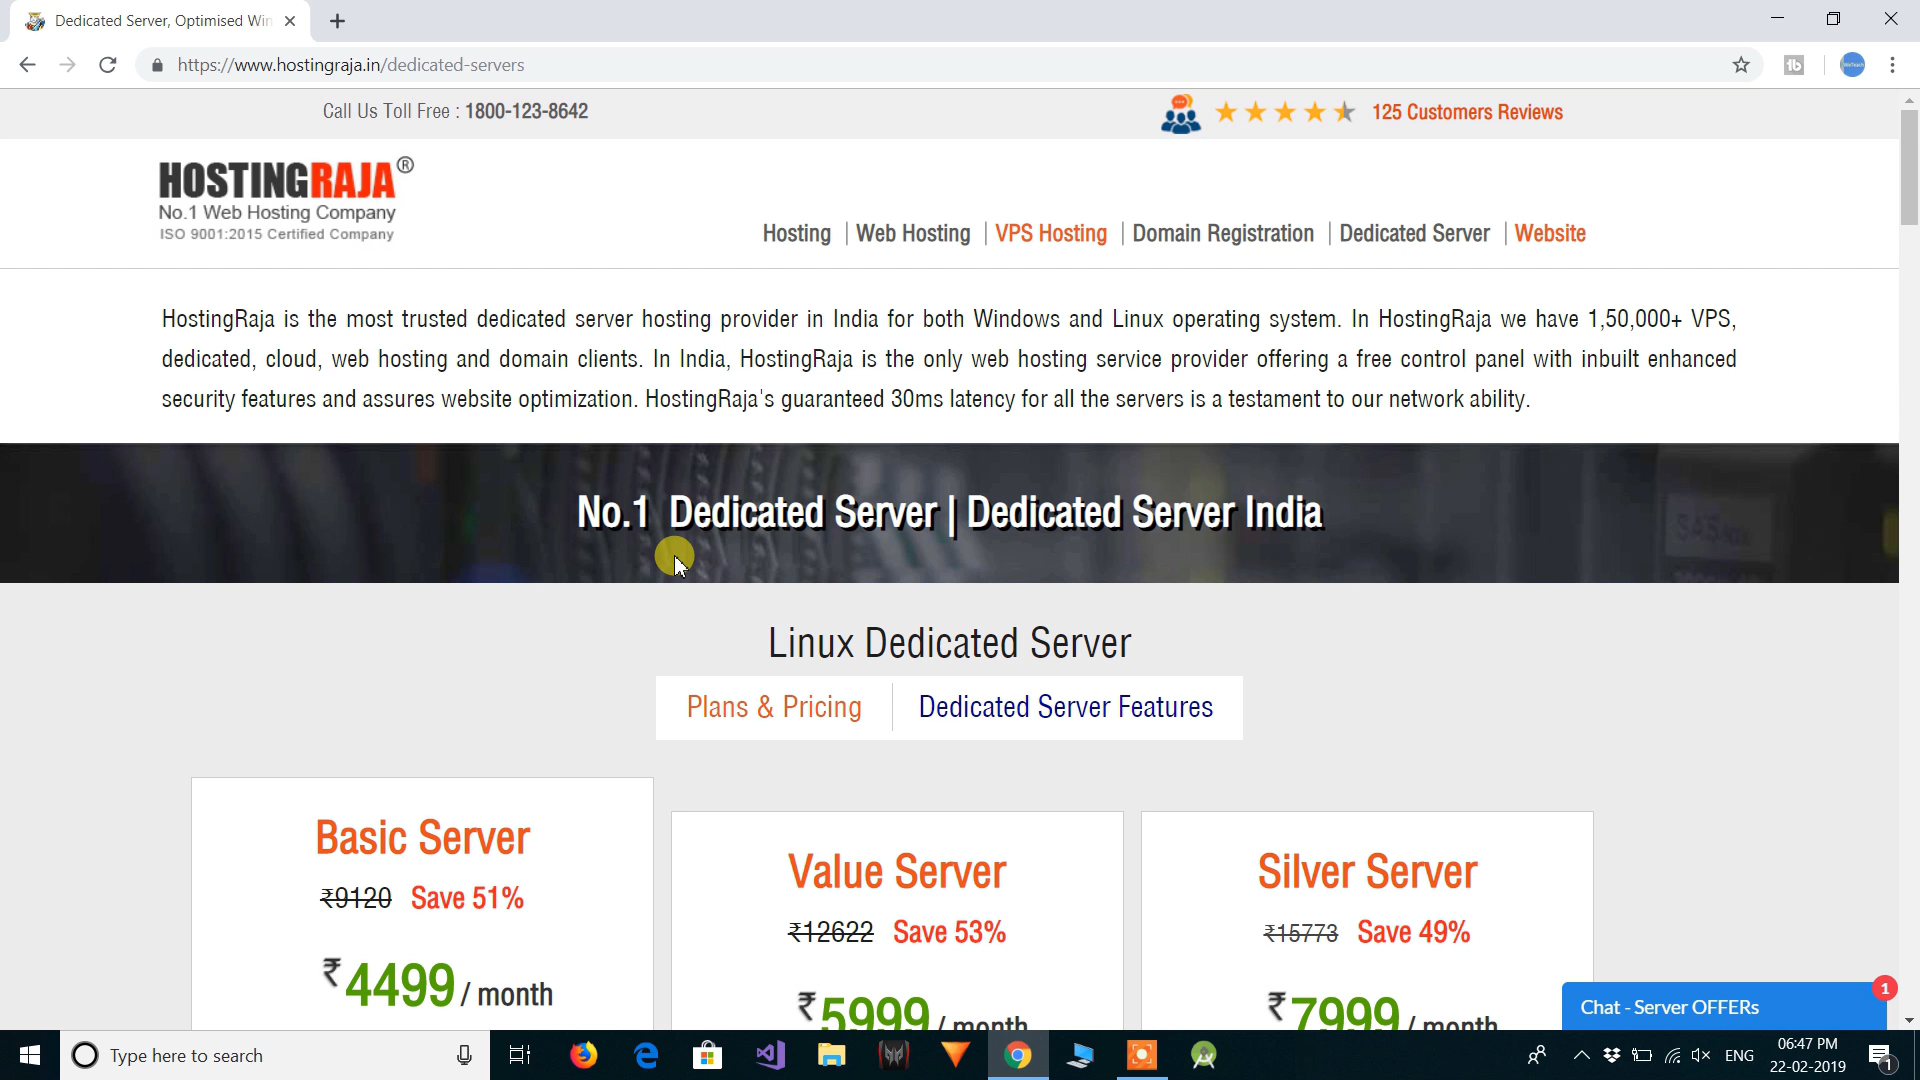 Dedicated Server, Optimised Win
https://www.hostingraja.in/dedicated-servers
Call Us Toll Free : 1800-123-8642
125 Customers Reviews
HOSTINGRAJA®
No.1 Web Hosting Company
ISO 9001:2015 Certified Company
Hosting | Web Hosting | VPS Hosting | Domain Registration | Dedicated Server | Website
HostingRaja is the most trusted dedicated server hosting provider in India for both Windows and Linux operating system. In HostingRaja we have 1,50,000+ VPS,
dedicated, cloud, web hosting and domain clients. In India, HostingRaja is the only web hosting service provider offering a free control panel with inbuilt enhanced
security features and assures website optimization. HostingRaja's guaranteed 30ms latency for all the servers is a testament to our network ability.
No.1 Dedicated Server | Dedicated Server India
Linux Dedicated Server
Plans & Pricing
Dedicated Server Features
Basic Server
₹9120 Save 51%
₹4499 / month
Value Server
₹12622 Save 53%
₹5999 / month
Silver Server
₹15773 Save 49%
₹7999 / month
Chat - Server OFFERs
1
Type here to search
ENG
06:47 PM
22-02-2019
1